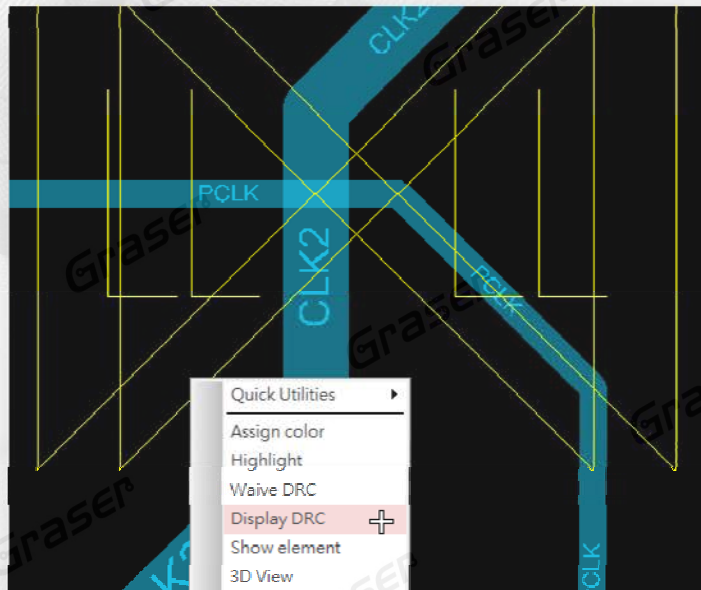 CLK2
Graser
PCLK
Graser
CLK2
PCLK
Graser
Quick Utilities
Assign color
Highlight
Waive DRC
Display DRC
Show element
3D View
Graser
CLK